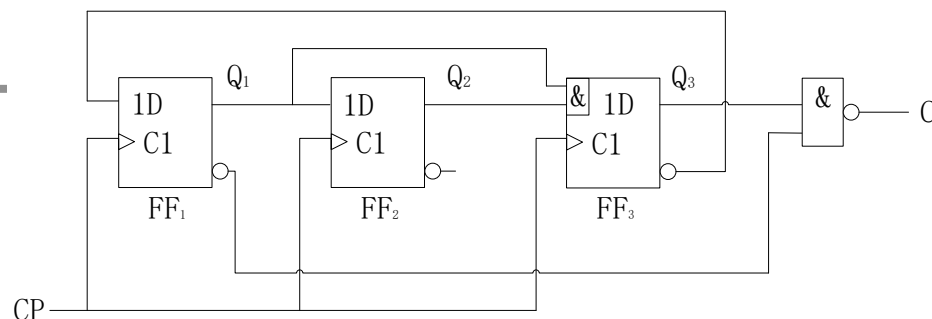 Q₁ Q₂ Q₃
1D 1D & 1D &
C1 C1 C1 C
FF₁ FF₂ FF₃
CP